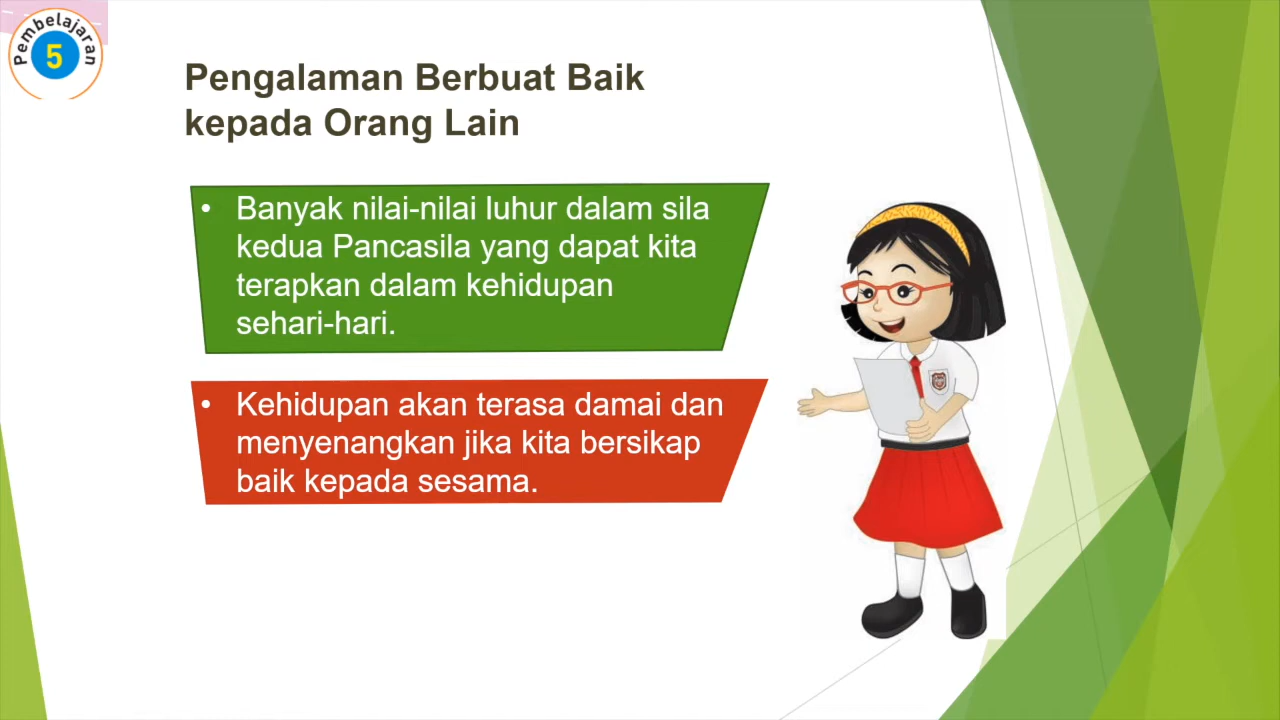 Pembelajaran
5
Pengalaman Berbuat Baik
kepada Orang Lain
• Banyak nilai-nilai luhur dalam sila
kedua Pancasila yang dapat kita
terapkan dalam kehidupan
sehari-hari.
• Kehidupan akan terasa damai dan
menyenangkan jika kita bersikap
baik kepada sesama.